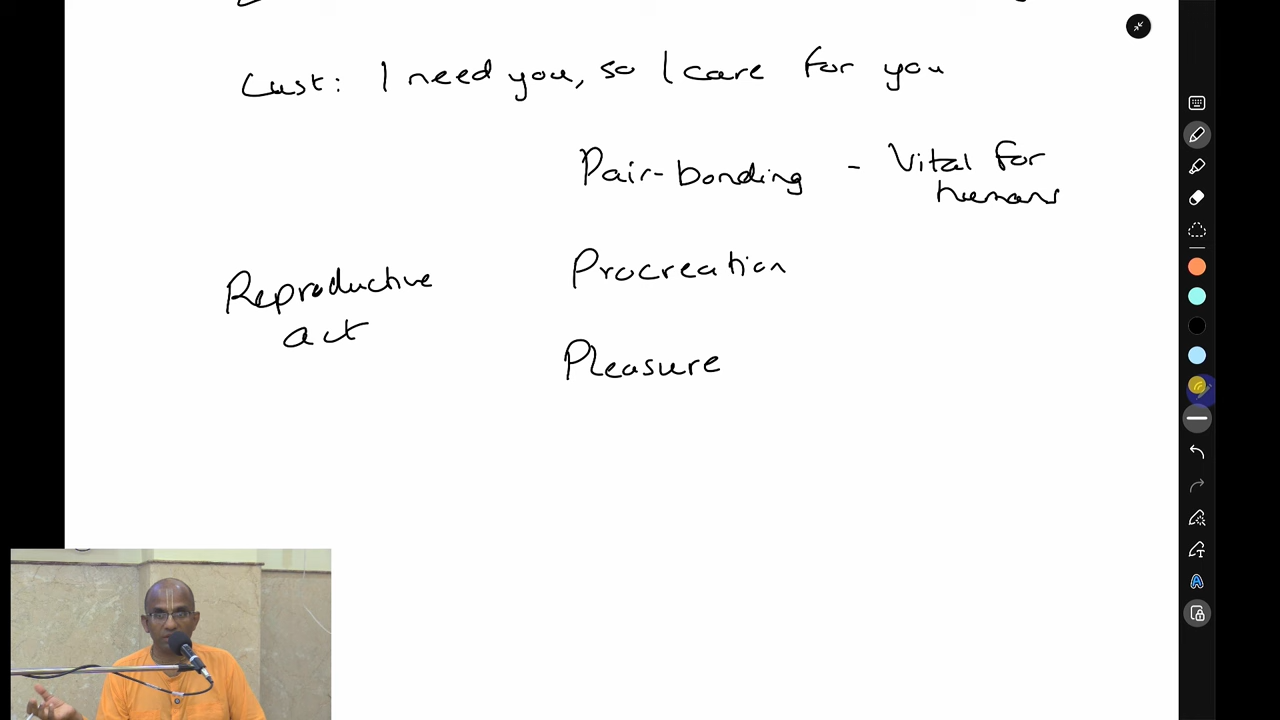 Lust: I need you, so I care for you
Pair-bonding - Vital for
humans
Procreation
Reproductive
act
Pleasure